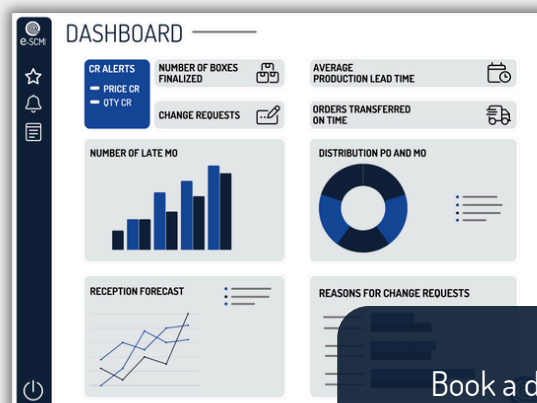 e-SCMI
DASHBOARD
CR ALERTS
PRICE CR
QTY CR
NUMBER OF BOXES
FINALIZED
CHANGE REQUESTS
AVERAGE
PRODUCTION LEAD TIME
ORDERS TRANSFERRED
ON TIME
NUMBER OF LATE MO
DISTRIBUTION PO AND MO
RECEPTION FORECAST
REASONS FOR CHANGE REQUESTS
Book a d